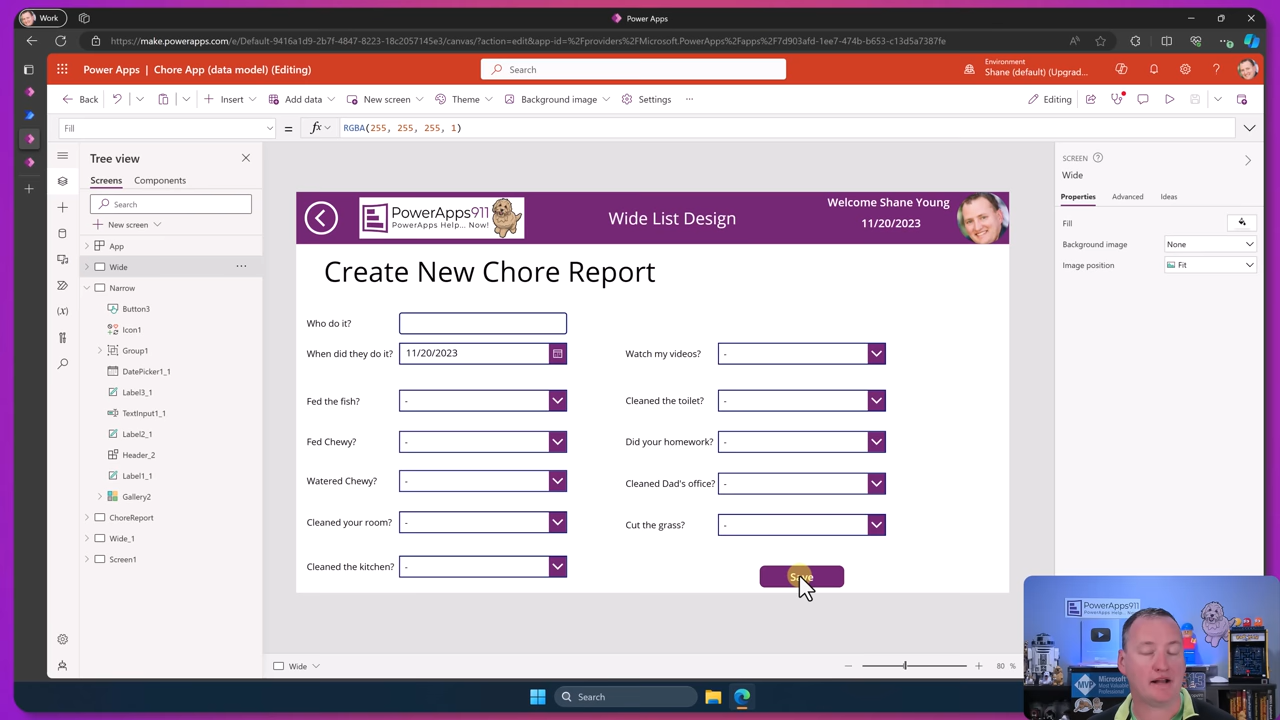 Work
Power Apps
https://make.powerapps.com/e/Default-9416a1d9-2b7f-4847-8223-18c2057145e3/canvas/?action=edit&app-id=%2Fproviders%2FMicrosoft.PowerApps%2Fapps%2F7d903afd-1ee7-474b-b653-c13d5a7387fe
Power Apps | Chore App (data model) (Editing)
Search
Environment
Shane (default) (Upgrad...
Back
Insert
Add data
New screen
Theme
Background image
Settings
...
Editing
Fill
=
fx
RGBA(255, 255, 255, 1)
Tree view
Screens
Components
Search
New screen
App
Wide
...
Narrow
Button3
Icon1
Group1
DatePicker1_1
Label3_1
TextInput1_1
Label2_1
Header_2
Label1_1
Gallery2
ChoreReport
Wide_1
Screen1
PowerApps911
PowerApps Help... Now!
Wide List Design
Welcome Shane Young
11/20/2023
Create New Chore Report
Who do it?
When did they do it?
11/20/2023
Watch my videos?
-
Fed the fish?
-
Cleaned the toilet?
-
Fed Chewy?
-
Did your homework?
-
Watered Chewy?
-
Cleaned Dad's office?
-
Cleaned your room?
-
Cut the grass?
-
Cleaned the kitchen?
-
Save
SCREEN
Wide
Properties
Advanced
Ideas
Fill
Background image
None
Image position
Fit
Wide
80 %
Search
PowerApps911
PowerApps Help... Now!
Microsoft
Most Valuable
Professional